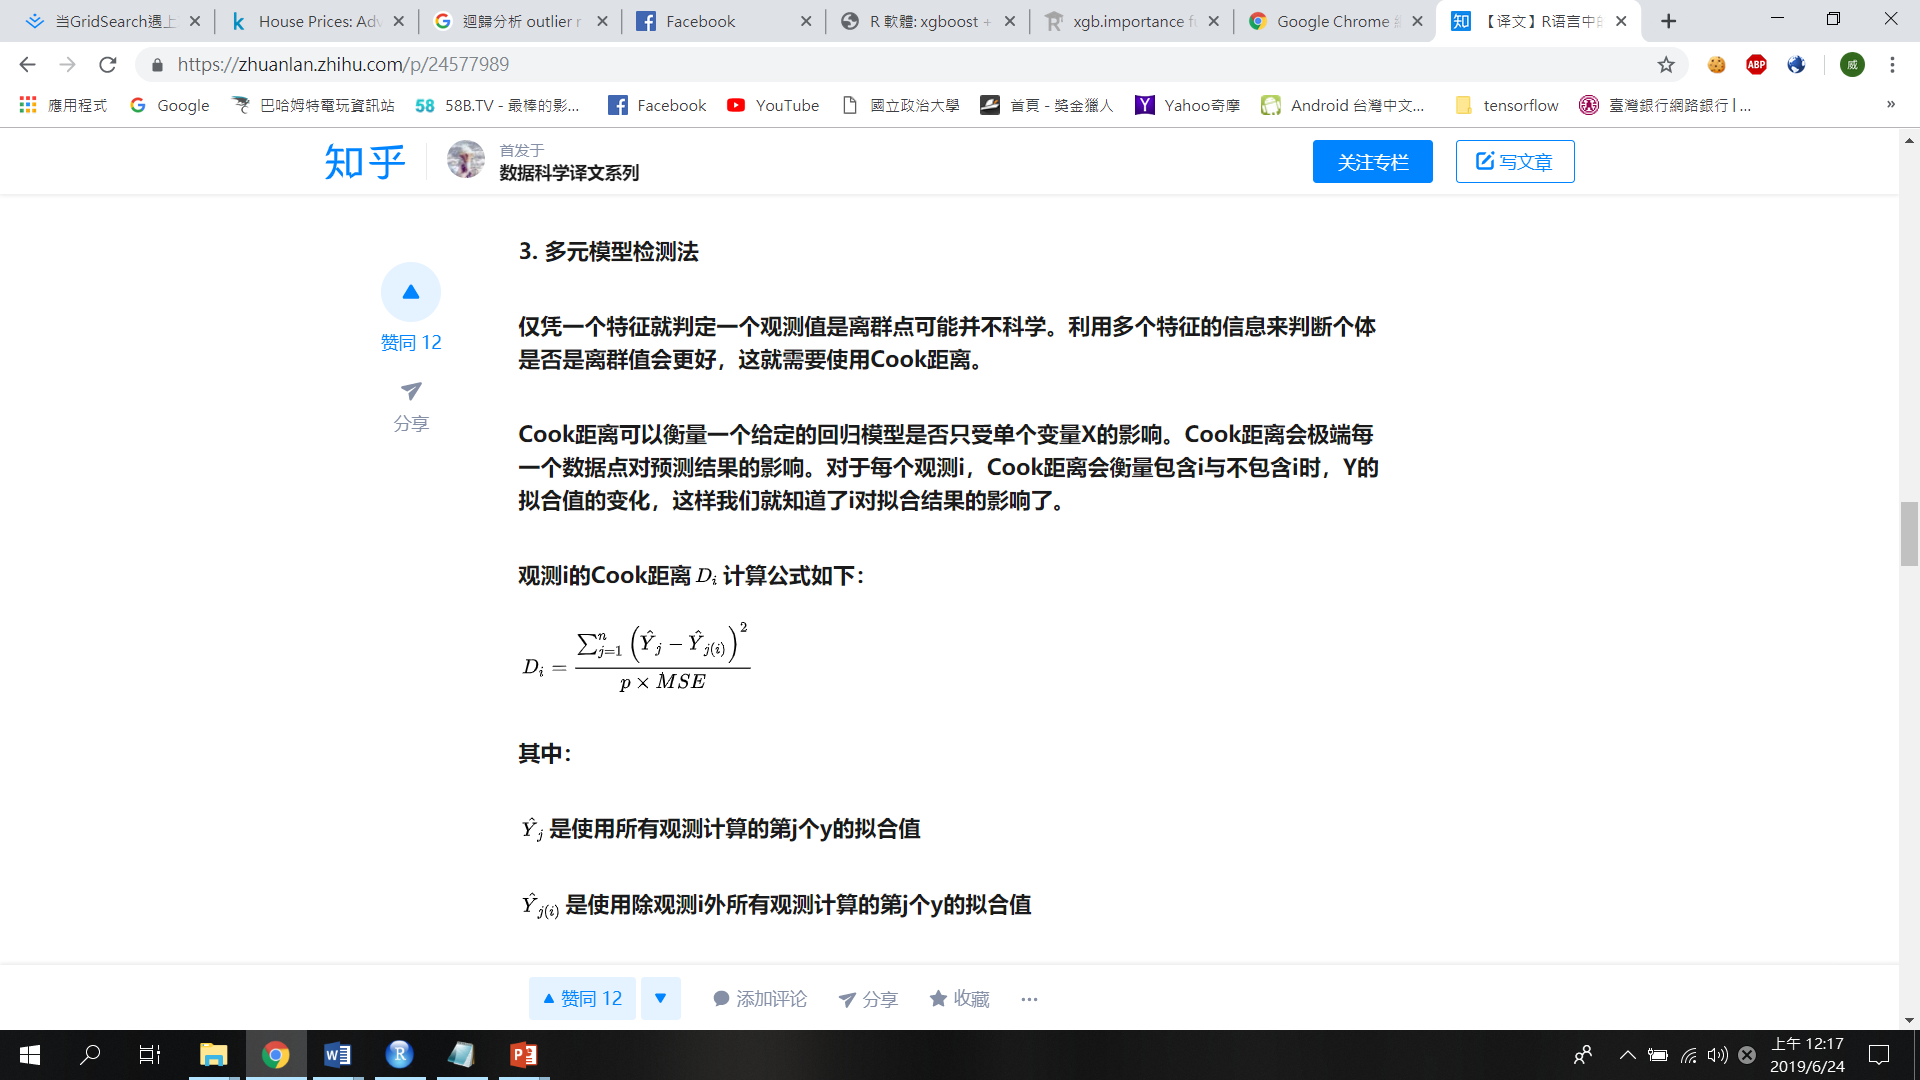 当GridSearch遇上
House Prices: Adv
迴歸分析 outlier r
Facebook
R 軟體: xgboost +
xgb.importance fu
Google Chrome
【译文】R语言中的
https://zhuanlan.zhihu.com/p/24577989
ABP
威
應用程式
Google
巴哈姆特電玩資訊站
58 58B.TV - 最棒的影...
Facebook
YouTube
國立政治大學
首頁 - 獎金獵人
Yahoo奇摩
Android 台灣中文...
tensorflow
臺灣銀行網路銀行 | ...
»
知乎
首发于
数据科学译文系列
关注专栏
写文章
赞同 12
分享
3. 多元模型检测法
仅凭一个特征就判定一个观测值是离群点可能并不科学。利用多个特征的信息来判断个体
是否是离群值会更好，这就需要使用Cook距离。
Cook距离可以衡量一个给定的回归模型是否只受单个变量X的影响。Cook距离会极端每
一个数据点对预测结果的影响。对于每个观测i，Cook距离会衡量包含i与不包含i时，Y的
拟合值的变化，这样我们就知道了i对拟合结果的影响了。
观测i的Cook距离 D_i 计算公式如下：
D_i = \frac{\sum_{j=1}^{n} \left(\hat{Y}_j - \hat{Y}_{j(i)}\right)^2}{p \times MSE}
其中：
\hat{Y}_j 是使用所有观测计算的第j个y的拟合值
\hat{Y}_{j(i)} 是使用除观测i外所有观测计算的第j个y的拟合值
赞同 12
添加评论
分享
收藏
上午 12:17
2019/6/24